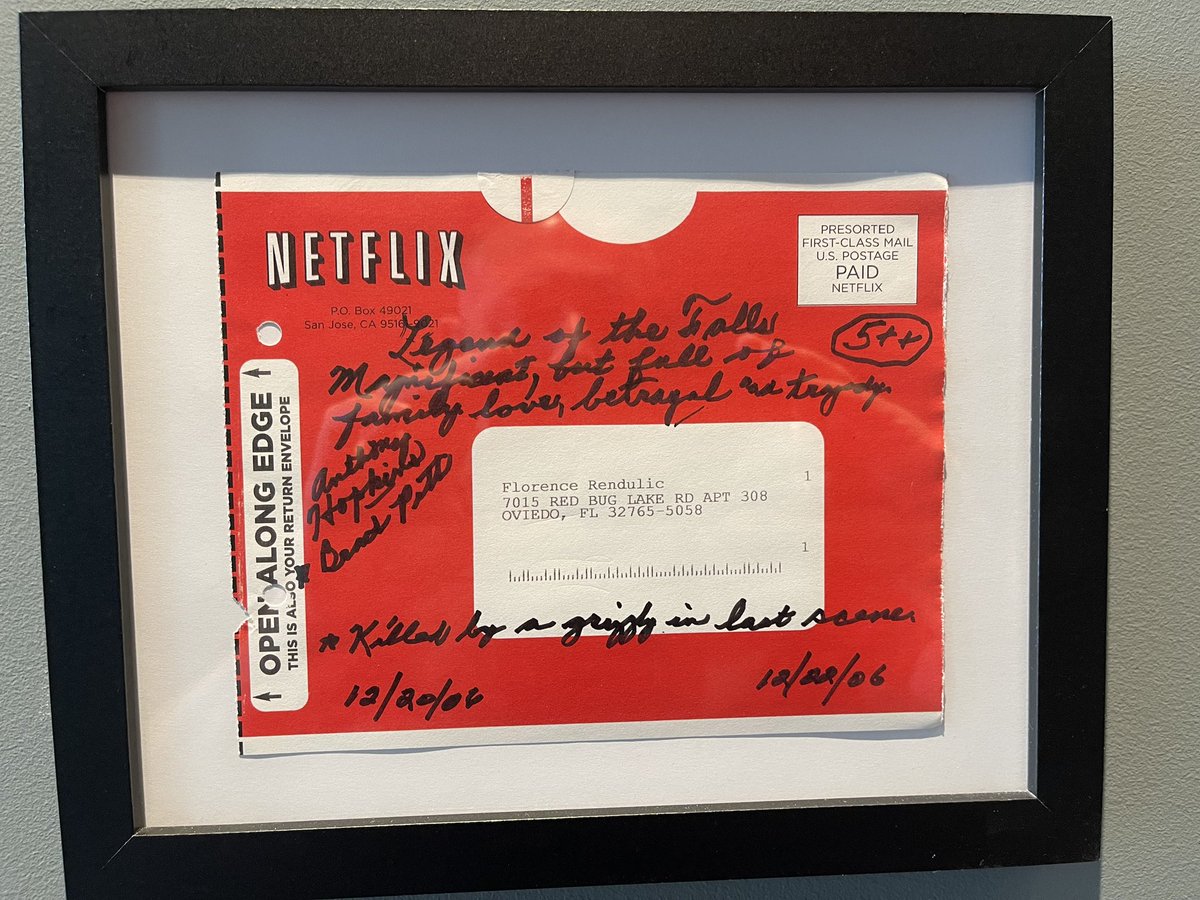 NETFLIX
P.O. Box 49021
San Jose, CA 95161-9021
PRESORTED
FIRST-CLASS MAIL
U.S. POSTAGE
PAID
NETFLIX
Legend of the Falls
5++
Magnificent, but full of
family love, betrayal and tragedy.
Anthony
Hopkins
* Brad Pitt
Florence Rendulic
7015 RED BUG LAKE RD APT 308
OVIEDO, FL 32765-5058
1
1
* Killed by a grizzly in last scene.
12/20/06
12/22/06
OPEN ALONG EDGE
THIS IS ALSO YOUR RETURN ENVELOPE